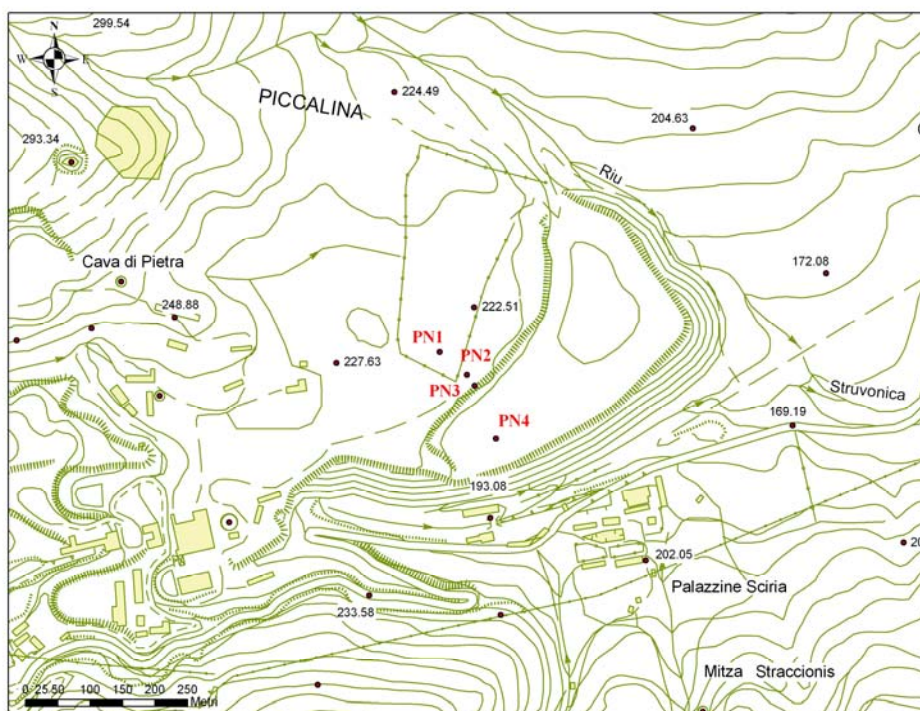 299.54
N
W E
S
PICCALINA
224.49
204.63
293.34
Riu
Cava di Pietra
172.08
248.88
222.51
PN1
PN2
227.63
PN3
Struvonica
PN4
169.19
193.08
202.05
Palazzine Sciria
233.58
Mitza Straccionis
0 25 50 100 150 200 250
Metri